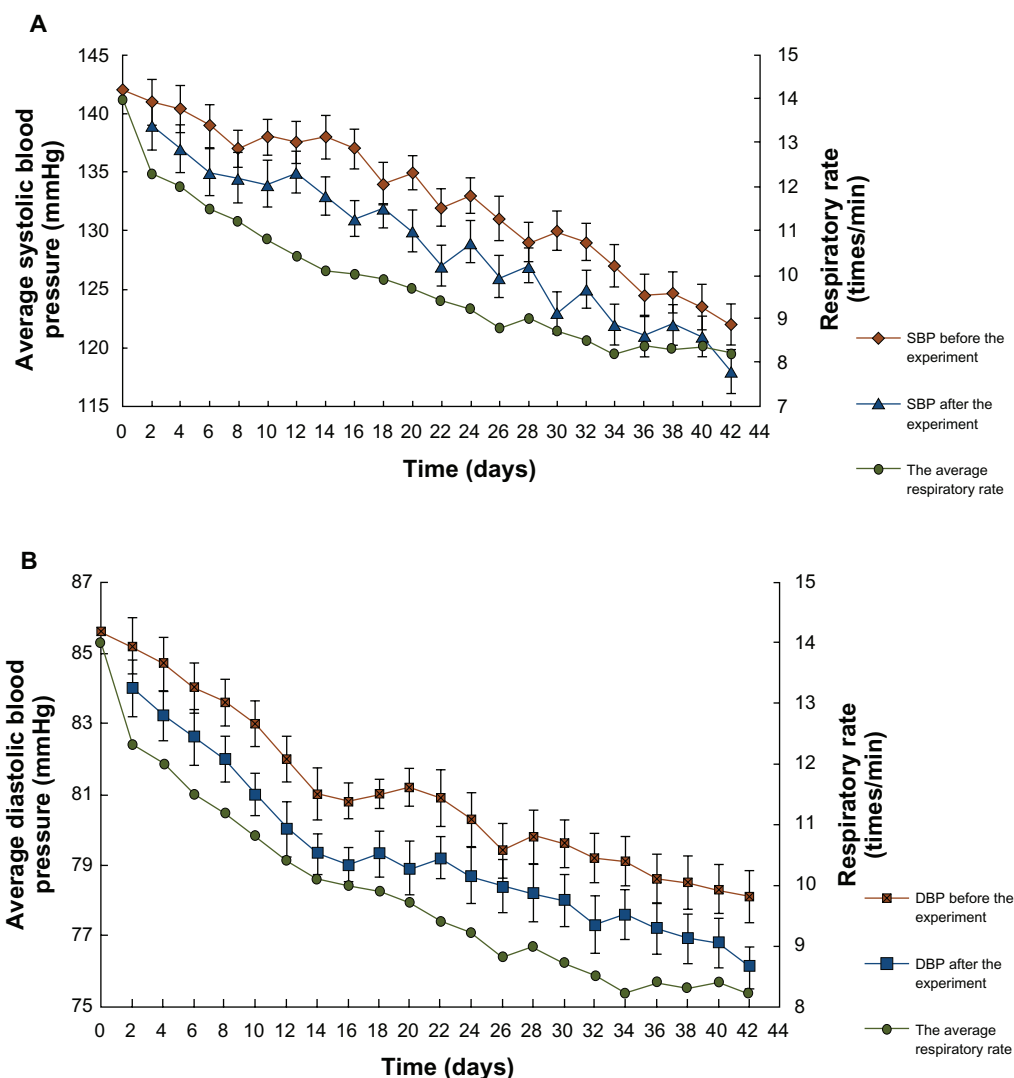 A
145
140
135
130
125
120
115
Average systolic blood
pressure (mmHg)
15
14
13
12
11
10
9
8
7
Respiratory rate
(times/min)
0 2 4 6 8 10 12 14 16 18 20 22 24 26 28 30 32 34 36 38 40 42 44
Time (days)
SBP before the
experiment
SBP after the
experiment
The average
respiratory rate
B
87
85
83
81
79
77
75
Average diastolic blood
pressure (mmHg)
15
14
13
12
11
10
9
8
Respiratory rate
(times/min)
0 2 4 6 8 10 12 14 16 18 20 22 24 26 28 30 32 34 36 38 40 42 44
Time (days)
DBP before the
experiment
DBP after the
experiment
The average
respiratory rate